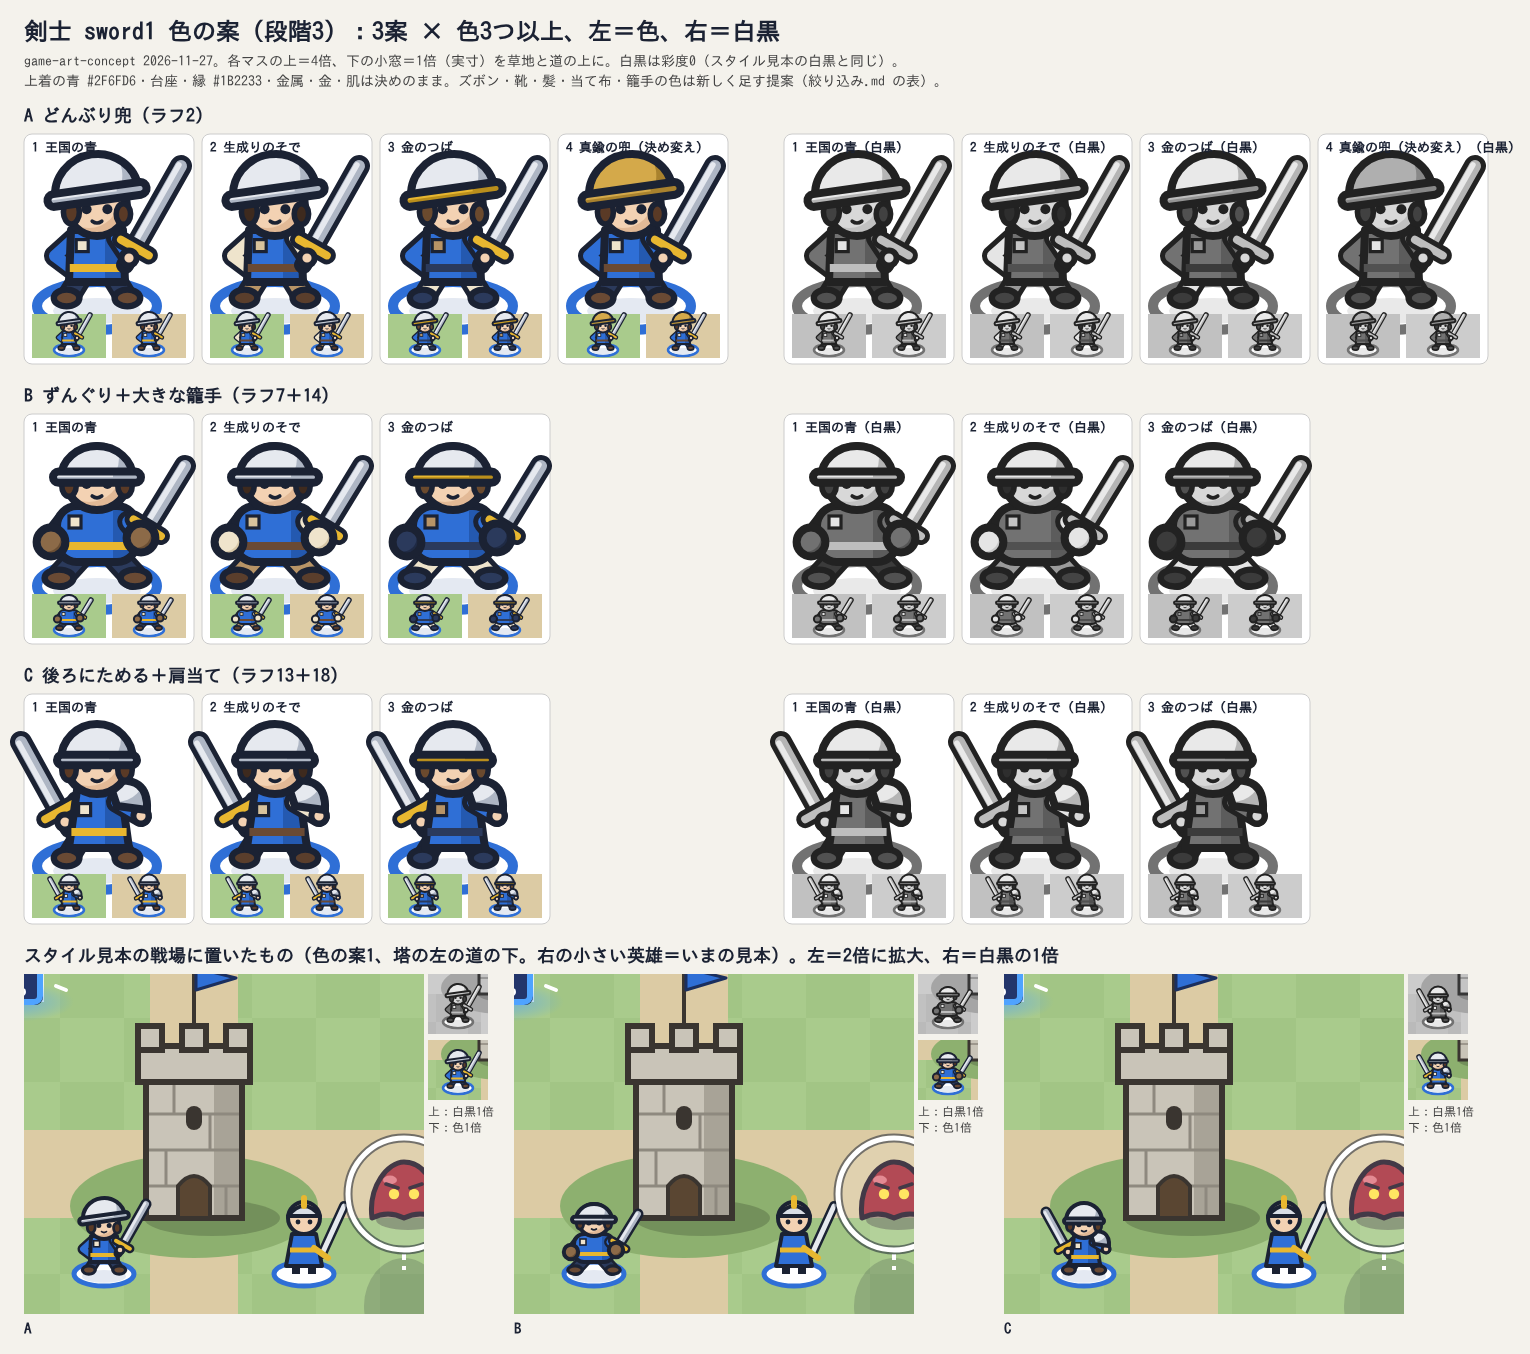 剣士 sword1 色の案（段階3）：3案 × 色3つ以上、左＝色、右＝白黒
game-art-concept 2026-11-27。各マスの上＝4倍、下の小窓＝1倍（実寸）を草地と道の上に。白黒は彩度0（スタイル見本の白黒と同じ）。
上着の青 #2F6FD6・台座・縁 #1B2233・金属・金・肌は決めのまま。ズボン・靴・髪・当て布・籠手の色は新しく足す提案（絞り込み.md の表）。
A どんぶり兜（ラフ2）
1 王国の青
2 生成りのそで
3 金のつば
4 真鍮の兜（決め変え）
1 王国の青（白黒）
2 生成りのそで（白黒）
3 金のつば（白黒）
4 真鍮の兜（決め変え）（白黒）
B ずんぐり＋大きな籠手（ラフ7＋14）
1 王国の青
2 生成りのそで
3 金のつば
1 王国の青（白黒）
2 生成りのそで（白黒）
3 金のつば（白黒）
C 後ろにためる＋肩当て（ラフ13＋18）
1 王国の青
2 生成りのそで
3 金のつば
1 王国の青（白黒）
2 生成りのそで（白黒）
3 金のつば（白黒）
スタイル見本の戦場に置いたもの（色の案1、塔の左の道の下。右の小さい英雄＝いまの見本）。左＝2倍に拡大、右＝白黒の1倍
上：白黒1倍
下：色1倍
上：白黒1倍
下：色1倍
上：白黒1倍
下：色1倍
A
B
C